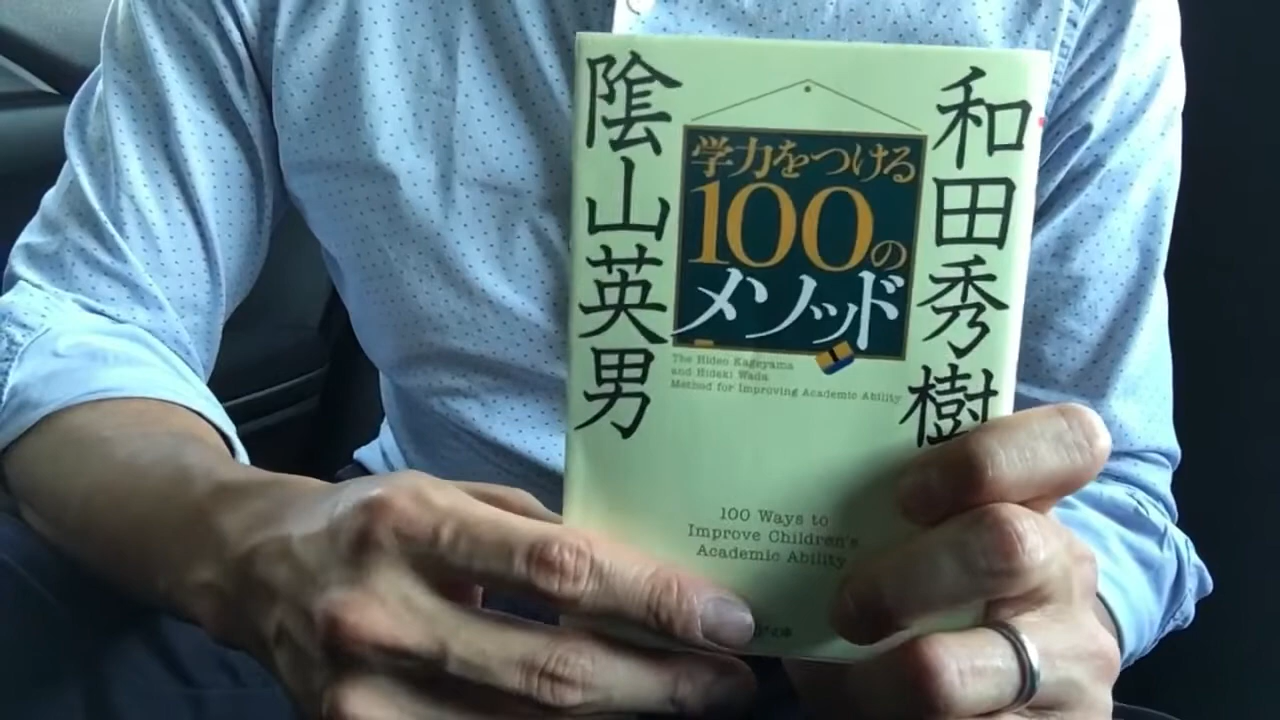 和田秀樹
陰山英男
学力をつける
100の
メソッド
The Hideo Kageyama
and Hideki Wada
Method for Improving Academic Ability
100 Ways to
Improve Children's
Academic Ability
文庫